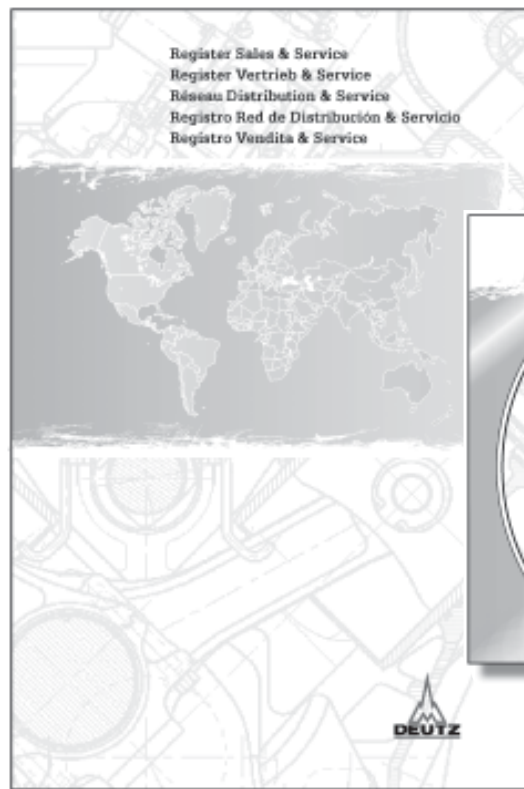 Register Sales & Service
Register Vertrieb & Service
Réseau Distribution & Service
Registro Red de Distribución & Servicio
Registro Vendita & Service
DEUTZ